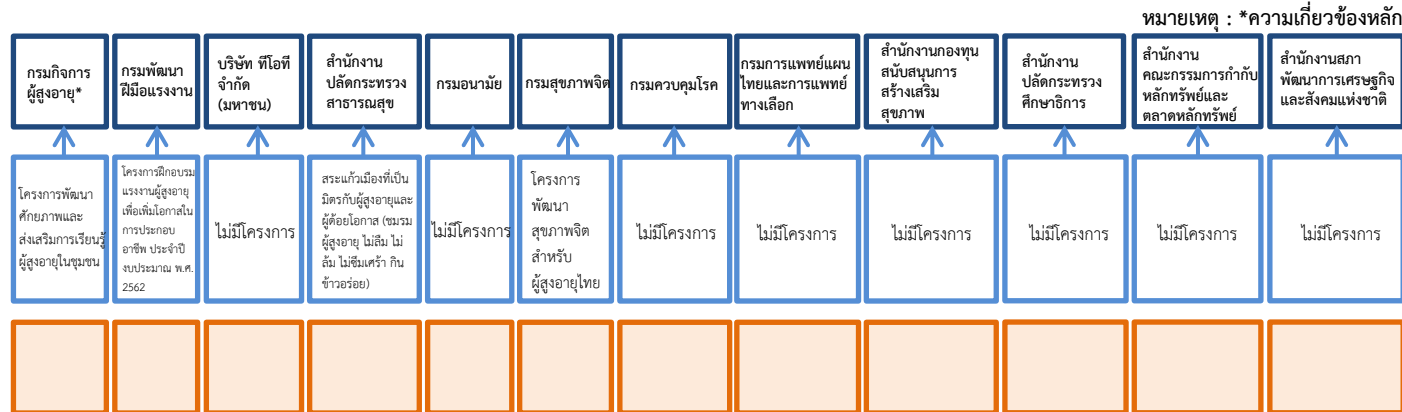 หมายเหตุ : *ความเกี่ยวข้องหลัก
กรมกิจการ
ผู้สูงอายุ*
กรมพัฒนา
ฝีมือแรงงาน
บริษัท ทีโอที
จำกัด
(มหาชน)
สำนักงาน
ปลัดกระทรวง
สาธารณสุข
กรมอนามัย
กรมสุขภาพจิต
กรมควบคุมโรค
กรมการแพทย์แผน
ไทยและการแพทย์
ทางเลือก
สำนักงานกองทุน
สนับสนุนการ
สร้างเสริม
สุขภาพ
สำนักงาน
ปลัดกระทรวง
ศึกษาธิการ
สำนักงาน
คณะกรรมการกำกับ
หลักทรัพย์และ
ตลาดหลักทรัพย์
สำนักงานสภา
พัฒนาการเศรษฐกิจ
และสังคมแห่งชาติ
โครงการพัฒนา
ศักยภาพและ
ส่งเสริมการเรียนรู้
ผู้สูงอายุในชุมชน
โครงการฝึกอบรม
แรงงานผู้สูงอายุ
เพื่อเพิ่มโอกาสใน
การประกอบ
อาชีพ ประจำปี
งบประมาณ พ.ศ.
2562
ไม่มีโครงการ
สระแก้วเมืองที่เป็น
มิตรกับผู้สูงอายุและ
ผู้ด้อยโอกาส (ชมรม
ผู้สูงอายุ ไม่ลืม ไม่
ล้ม ไม่ซึมเศร้า กิน
ข้าวอร่อย)
ไม่มีโครงการ
โครงการ
พัฒนา
สุขภาพจิต
สำหรับ
ผู้สูงอายุไทย
ไม่มีโครงการ
ไม่มีโครงการ
ไม่มีโครงการ
ไม่มีโครงการ
ไม่มีโครงการ
ไม่มีโครงการ